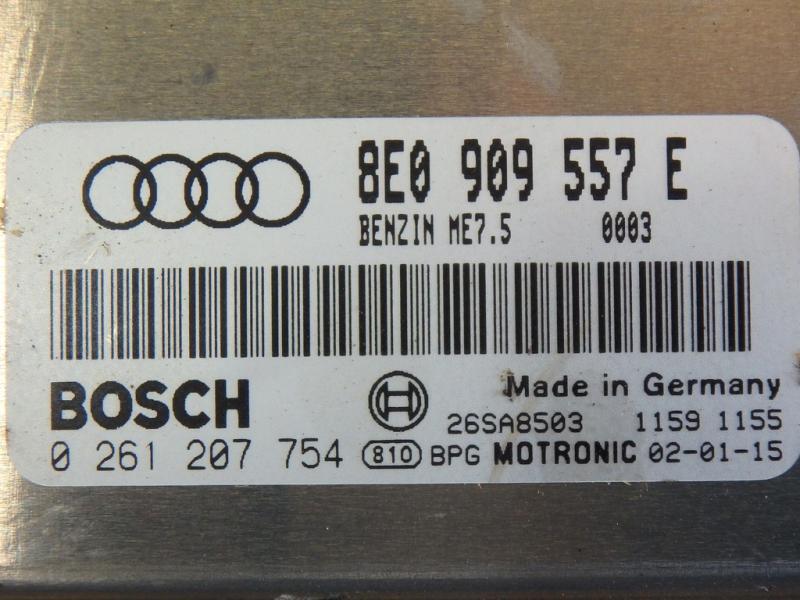 8E0 909 557 E
BENZIN ME7.5 0003
BOSCH
Made in Germany
26SA8503 1159 1155
0 261 207 754 810 BPG MOTRONIC 02-01-15